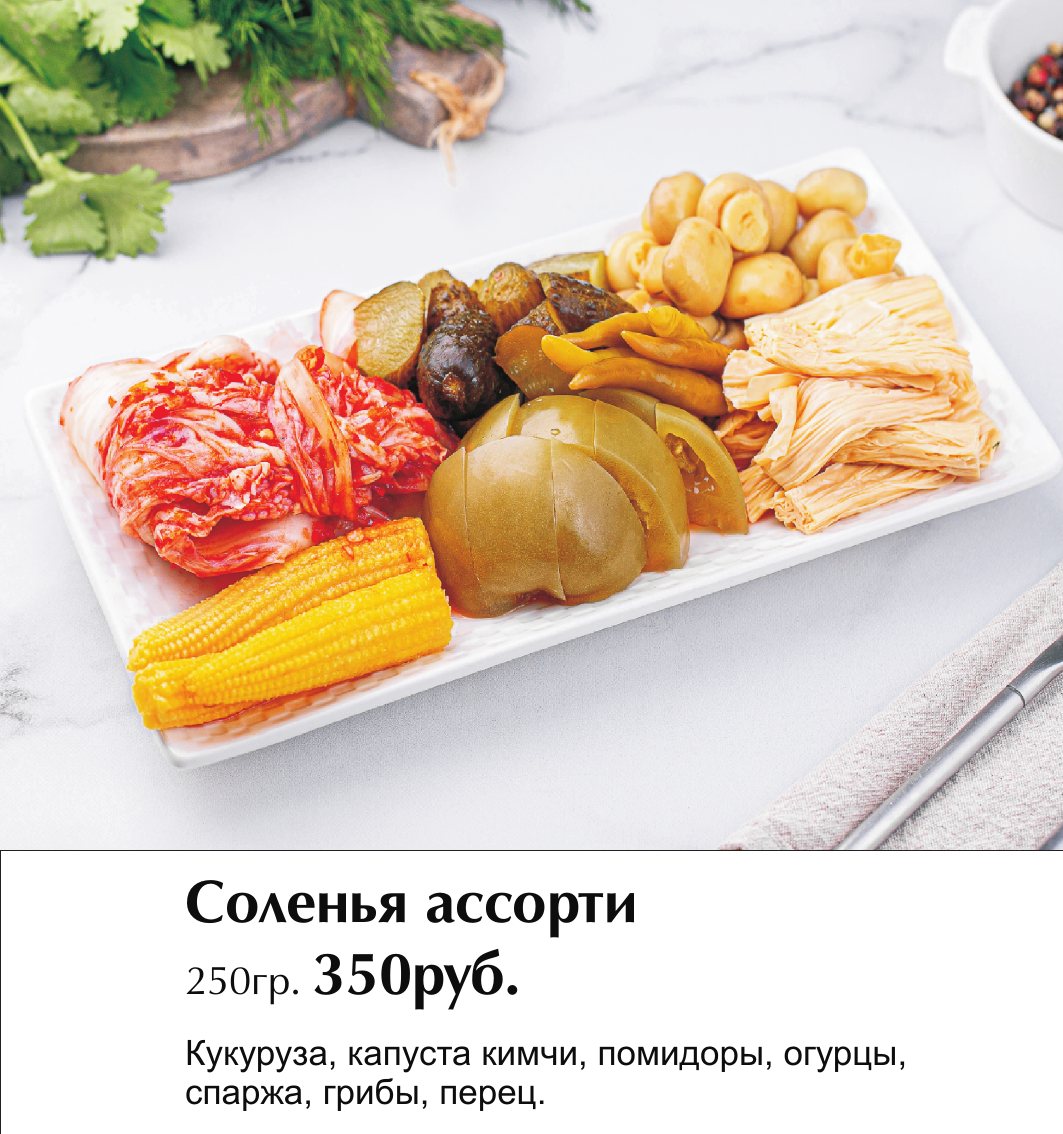 Соленья ассорти
250гр. 350руб.
Кукуруза, капуста кимчи, помидоры, огурцы,
спаржа, грибы, перец.